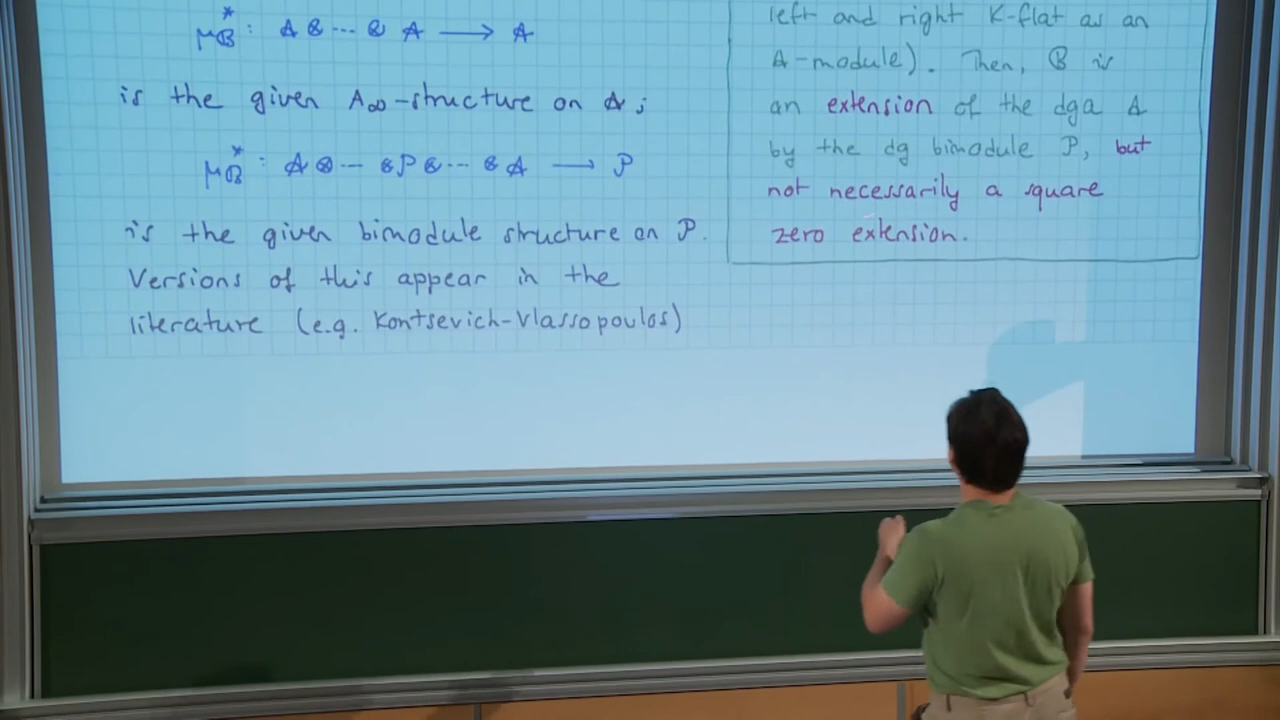 μ*_B : A ⊗ ··· ⊗ A ⟶ A
is the given A∞-structure on A;
μ*_B : A ⊗ ··· ⊗ P ⊗ ··· ⊗ A ⟶ P
is the given bimodule structure on P.
Versions of this appear in the
literature (e.g. Kontsevich-Vlassopoulos)
left and right K-flat as an
A-module). Then, B is
an extension of the dga A
by the dg bimodule P, but
not necessarily a square
zero extension.